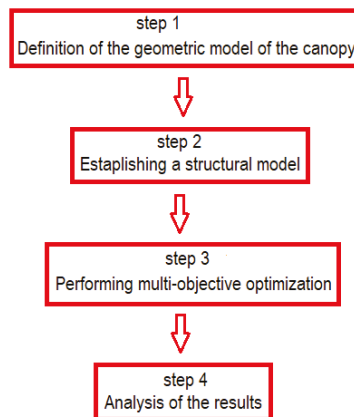 step 1
Definition of the geometric model of the canopy
step 2
Estaplishing a structural model
step 3
Performing multi-objective optimization
step 4
Analysis of the results